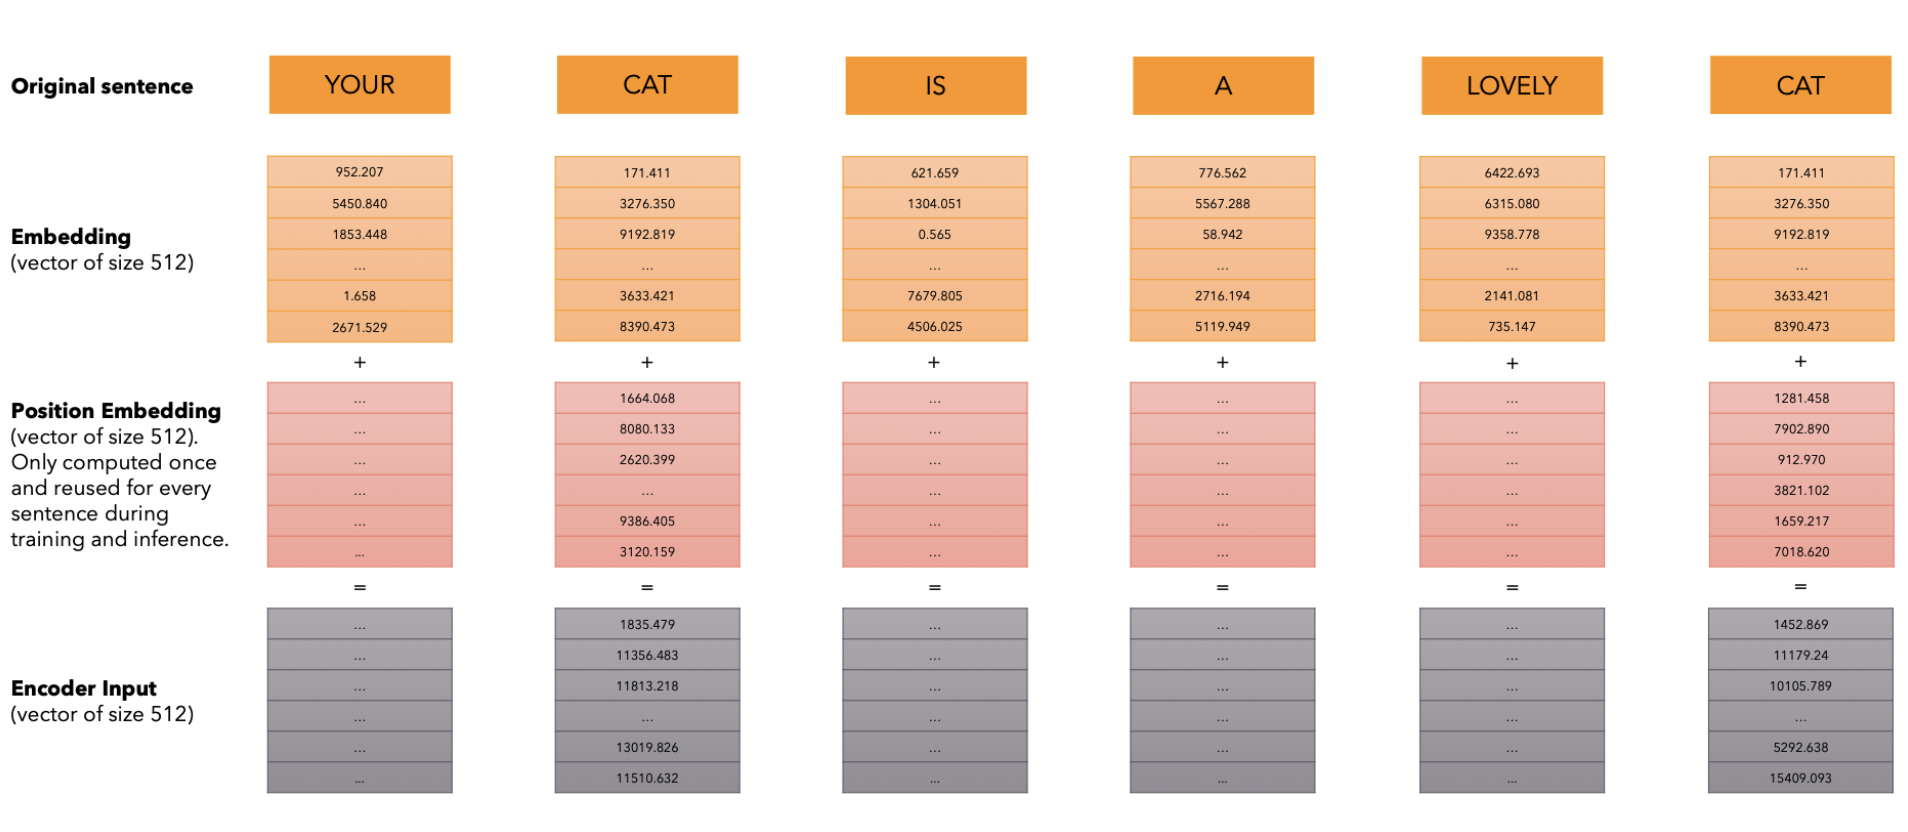 Original sentence YOUR CAT IS A LOVELY CAT
952.207 171.411 621.659 776.562 6422.693 171.411
5450.840 3276.350 1304.051 5567.288 6315.080 3276.350
Embedding 1853.448 9192.819 0.565 58.942 9358.778 9192.819
(vector of size 512) ... ... ... ... ... ...
1.658 3633.421 7679.805 2716.194 2141.081 3633.421
2671.529 8390.473 4506.025 5119.949 735.147 8390.473
+ + + + + +
... 1664.068 ... ... ... 1281.458
Position Embedding
(vector of size 512). ... 8080.133 ... ... ... 7902.890
Only computed once ... 2620.399 ... ... ... 912.970
and reused for every ... ... ... ... ... 3821.102
sentence during ... 9386.405 ... ... ... 1659.217
training and inference. ... 3120.159 ... ... ... 7018.620
= = = = = =
... 1835.479 ... ... ... 1452.869
... 11356.483 ... ... ... 11179.24
Encoder Input ... 11813.218 ... ... ... 10105.789
(vector of size 512) ... ... ... ... ... ...
... 13019.826 ... ... ... 5292.638
... 11510.632 ... ... ... 15409.093